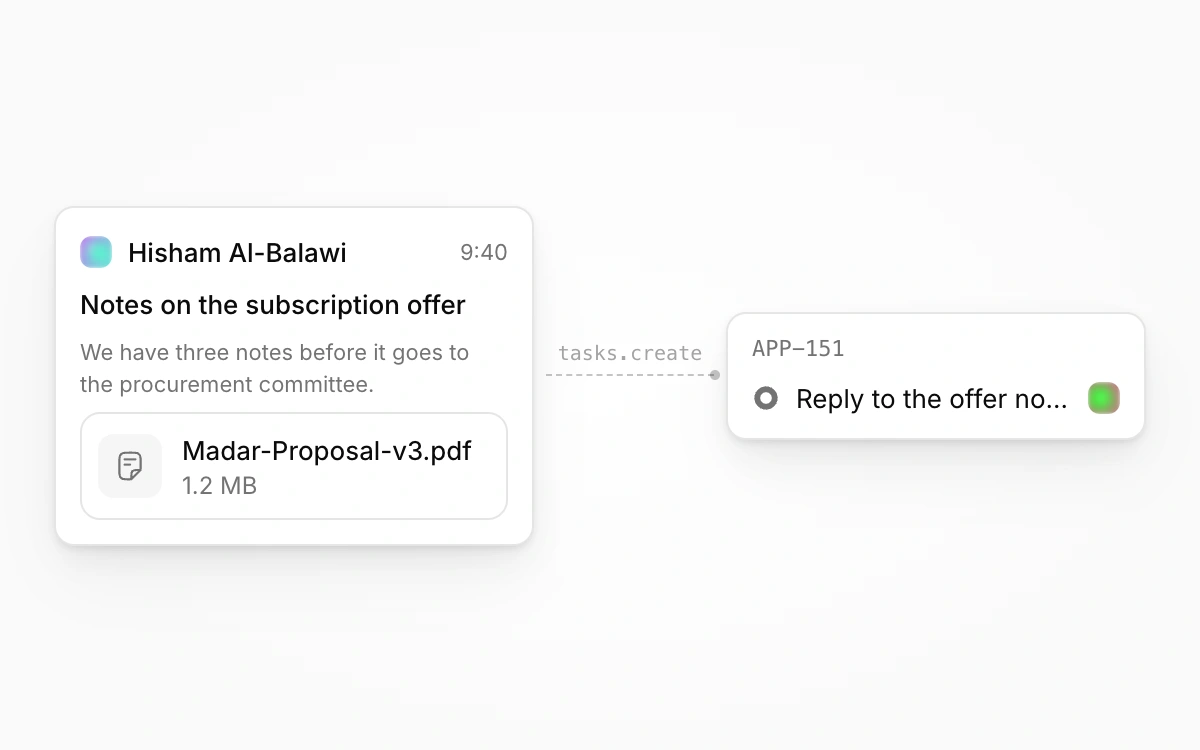 Hisham Al-Balawi
9:40
Notes on the subscription offer
We have three notes before it goes to
the procurement committee.
Madar-Proposal-v3.pdf
1.2 MB
tasks.create
APP-151
Reply to the offer no...